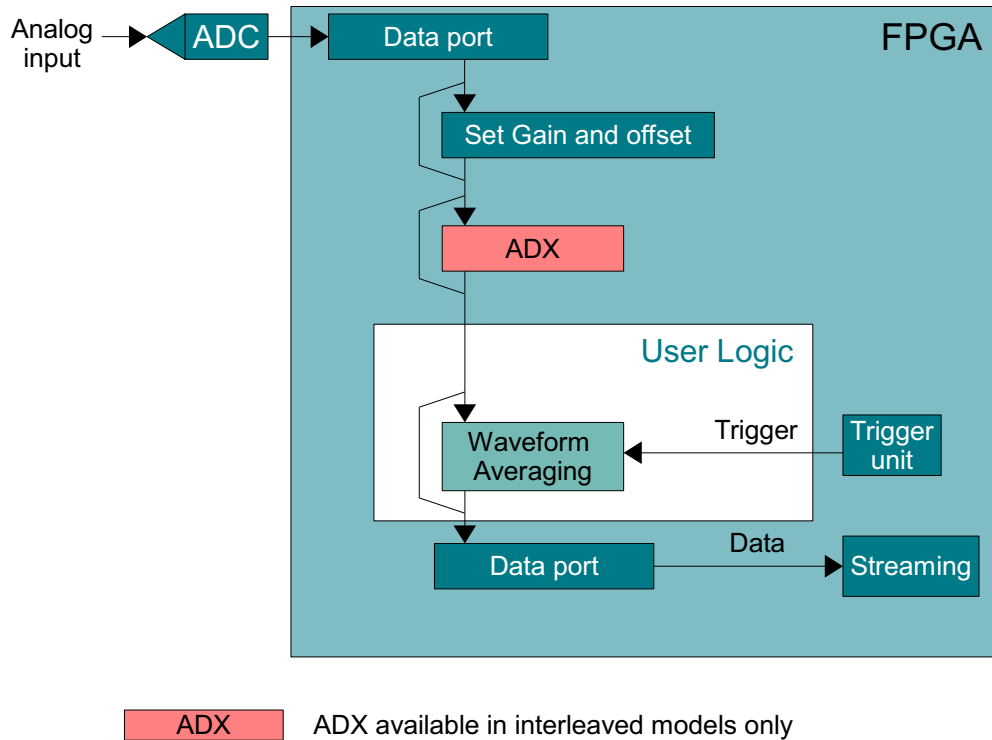 Analog
input
ADC
Data port
FPGA
Set Gain and offset
ADX
User Logic
Waveform
Averaging
Trigger
Trigger
unit
Data port
Data
Streaming
ADX
ADX available in interleaved models only